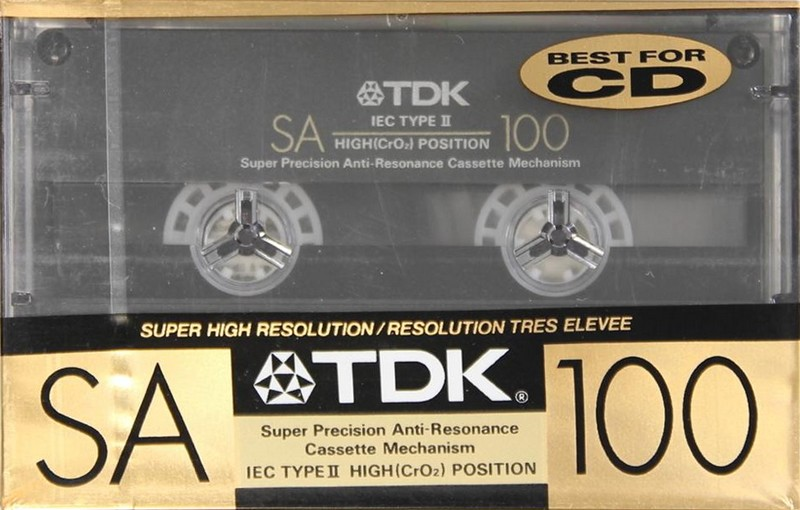 BEST FOR
CD
TDK
IEC TYPE II
SA 100
HIGH(CrO₂) POSITION
Super Precision Anti-Resonance Cassette Mechanism
SUPER HIGH RESOLUTION/RESOLUTION TRES ELEVEE
SA TDK® 100
Super Precision Anti-Resonance
Cassette Mechanism
IEC TYPE II HIGH(CrO₂) POSITION